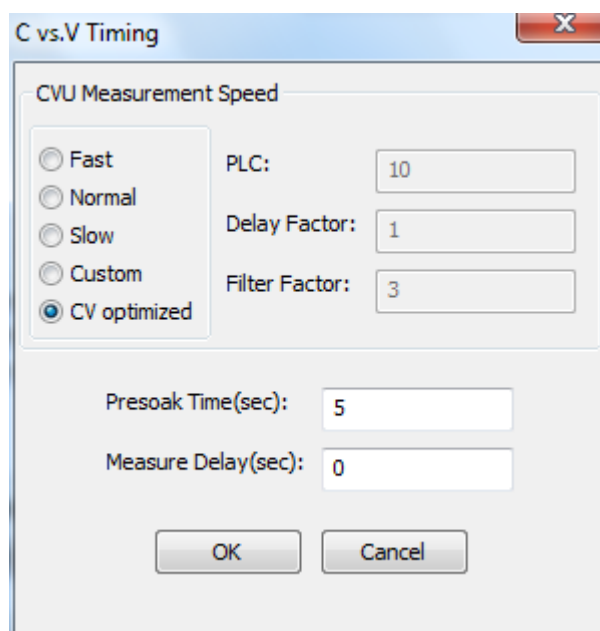 C vs.V Timing
CVU Measurement Speed
Fast
Normal
Slow
Custom
CV optimized
PLC: 10
Delay Factor: 1
Filter Factor: 3
Presoak Time(sec): 5
Measure Delay(sec): 0
OK Cancel